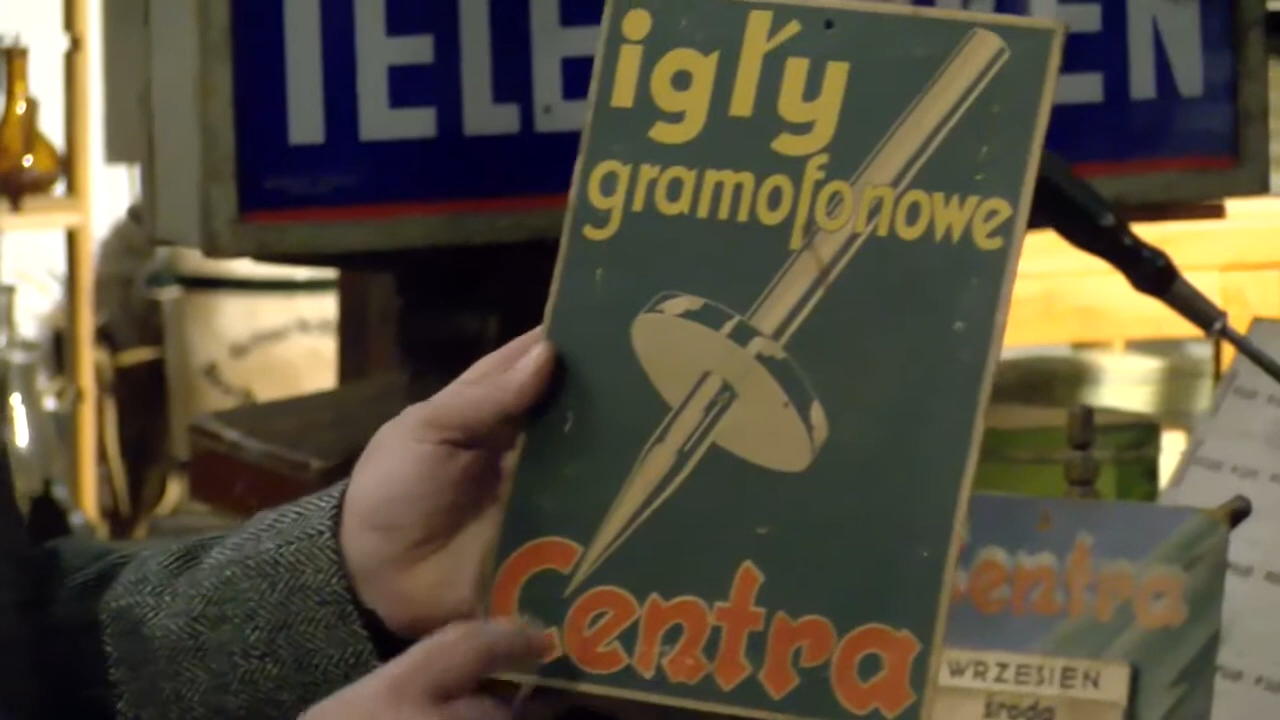 igły
gramofonowe
Centra
Centra
WRZESIEN
środa